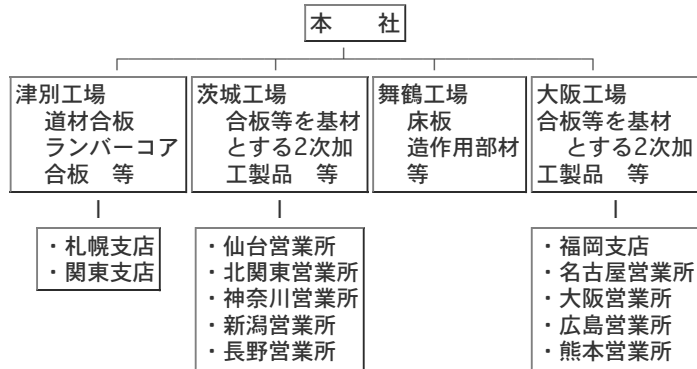 本　社
津別工場
道材合板
ランバーコア
合板　等
茨城工場
合板等を基材
とする2次加
工製品　等
舞鶴工場
床板
造作用部材
等
大阪工場
合板等を基材
とする2次加
工製品　等
・札幌支店
・関東支店
・仙台営業所
・北関東営業所
・神奈川営業所
・新潟営業所
・長野営業所
・福岡支店
・名古屋営業所
・大阪営業所
・広島営業所
・熊本営業所